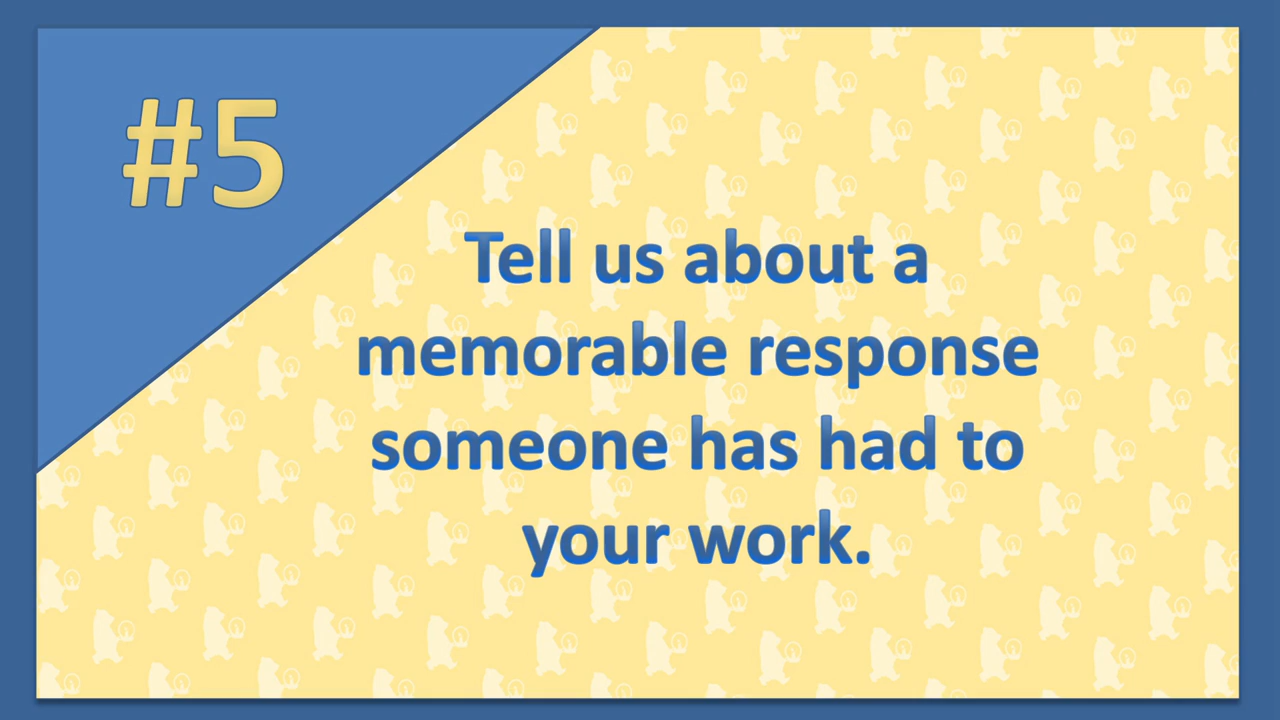 #5
Tell us about a
memorable response
someone has had to
your work.